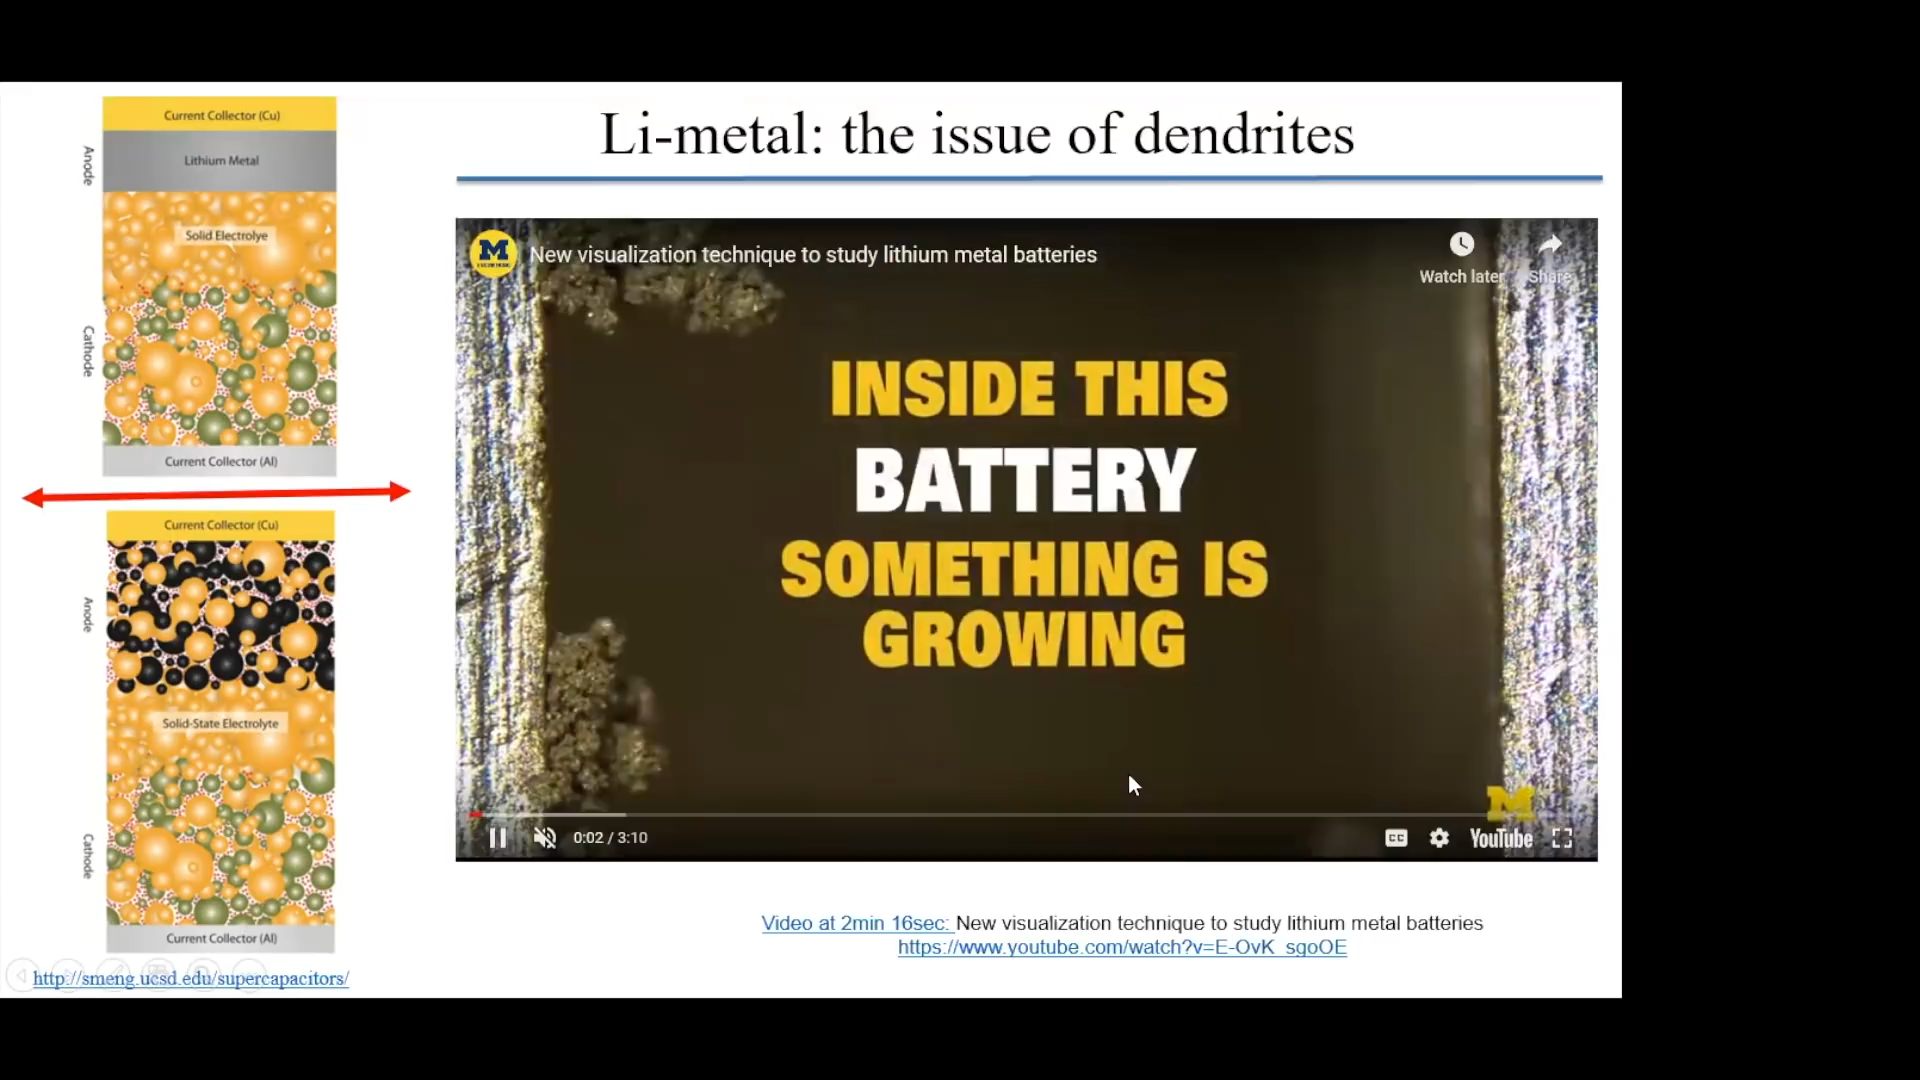 Li-metal: the issue of dendrites
Current Collector (Cu)
Anode
Lithium Metal
Solid Electrolye
Cathode
Current Collector (Al)
Current Collector (Cu)
Anode
Solid-State Electrolyte
Cathode
Current Collector (Al)
http://smeng.ucsd.edu/supercapacitors/
M
New visualization technique to study lithium metal batteries
Watch later
Share
INSIDE THIS
BATTERY
SOMETHING IS
GROWING
M
0:02 / 3:10
CC
YouTube
Video at 2min 16sec: New visualization technique to study lithium metal batteries
https://www.youtube.com/watch?v=E-OvK_sgoOE